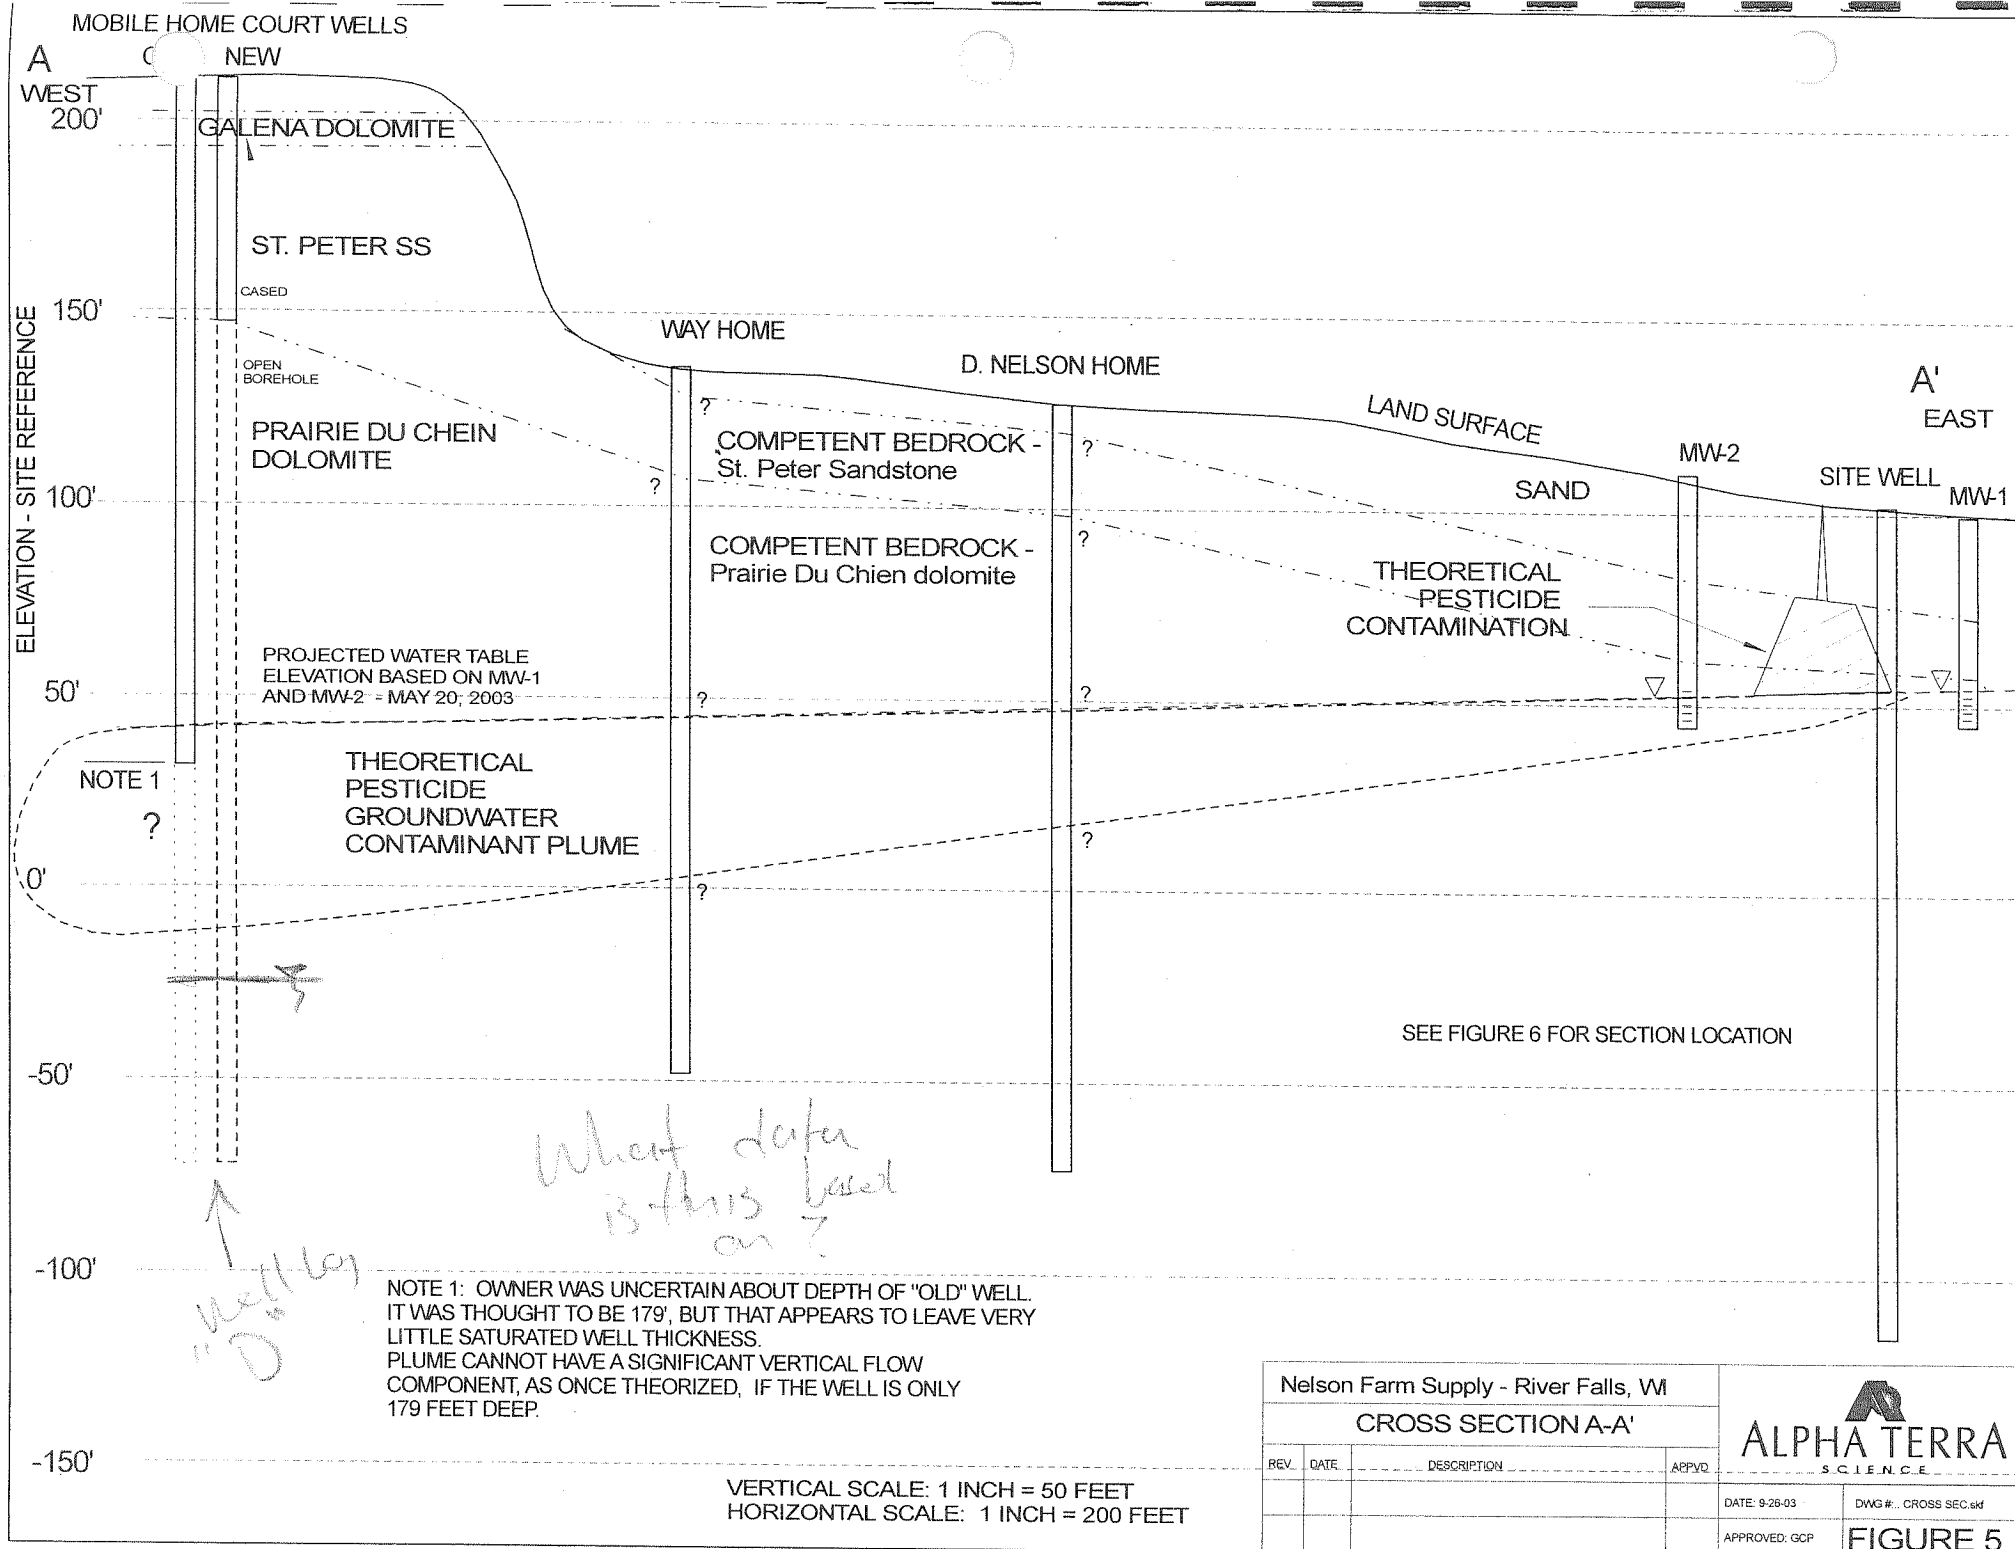 MOBILE HOME COURT WELLS
NEW
A
WEST
200'
GALENA DOLOMITE
ST. PETER SS
CASED
150'
ELEVATION - SITE REFERENCE
OPEN
BOREHOLE
WAY HOME
D. NELSON HOME
LAND SURFACE
A'
EAST
MW-2
SITE WELL
MW-1
PRAIRIE DU CHEIN
DOLOMITE
?
COMPETENT BEDROCK -
St. Peter Sandstone
?
?
100'
SAND
COMPETENT BEDROCK -
Prairie Du Chien dolomite
?
THEORETICAL
PESTICIDE
CONTAMINATION
PROJECTED WATER TABLE
ELEVATION BASED ON MW-1
AND MW-2 - MAY 20, 2003
50'
?
?
NOTE 1
?
THEORETICAL
PESTICIDE
GROUNDWATER
CONTAMINANT PLUME
?
0'
?
SEE FIGURE 6 FOR SECTION LOCATION
-50'
What data
is this based
on ?
-100'
well log
"D"
NOTE 1: OWNER WAS UNCERTAIN ABOUT DEPTH OF "OLD" WELL.
IT WAS THOUGHT TO BE 179', BUT THAT APPEARS TO LEAVE VERY
LITTLE SATURATED WELL THICKNESS.
PLUME CANNOT HAVE A SIGNIFICANT VERTICAL FLOW
COMPONENT, AS ONCE THEORIZED, IF THE WELL IS ONLY
179 FEET DEEP.
-150'
VERTICAL SCALE: 1 INCH = 50 FEET
HORIZONTAL SCALE: 1 INCH = 200 FEET
Nelson Farm Supply - River Falls, WI
CROSS SECTION A-A'
REV DATE DESCRIPTION APPVD
ALPHA TERRA
SCIENCE
DATE: 9-26-03
DWG #:.. CROSS SEC.skf
APPROVED: GCP
FIGURE 5